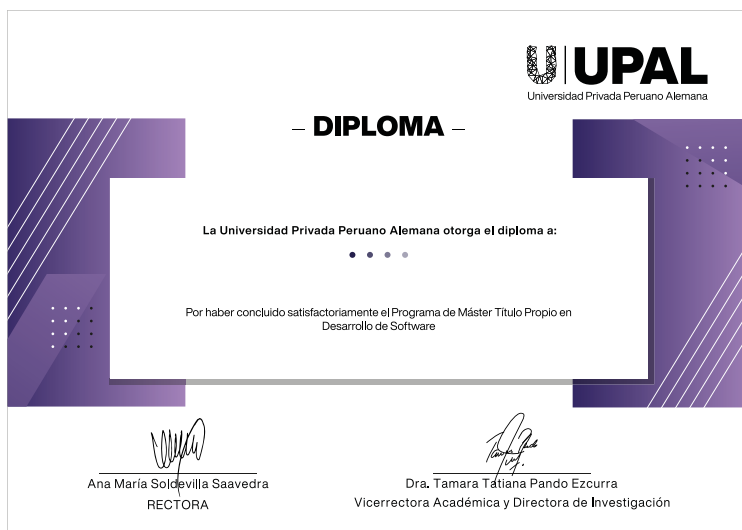 UPAL
Universidad Privada Peruano Alemana
– DIPLOMA –
La Universidad Privada Peruano Alemana otorga el diploma a:
Por haber concluido satisfactoriamente el Programa de Máster Título Propio en
Desarrollo de Software
Ana María Soldevilla Saavedra
RECTORA
Dra. Tamara Tatiana Pando Ezcurra
Vicerrectora Académica y Directora de Investigación